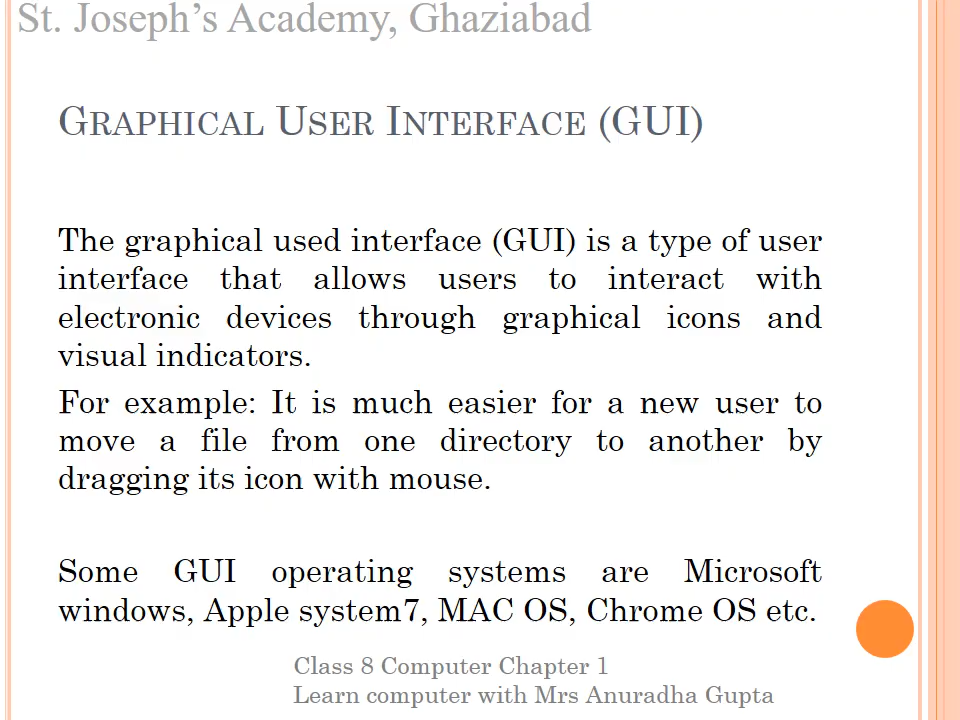 St. Joseph's Academy, Ghaziabad
GRAPHICAL USER INTERFACE (GUI)
The graphical used interface (GUI) is a type of user
interface that allows users to interact with
electronic devices through graphical icons and
visual indicators.
For example: It is much easier for a new user to
move a file from one directory to another by
dragging its icon with mouse.
Some GUI operating systems are Microsoft
windows, Apple system7, MAC OS, Chrome OS etc.
Class 8 Computer Chapter 1
Learn computer with Mrs Anuradha Gupta